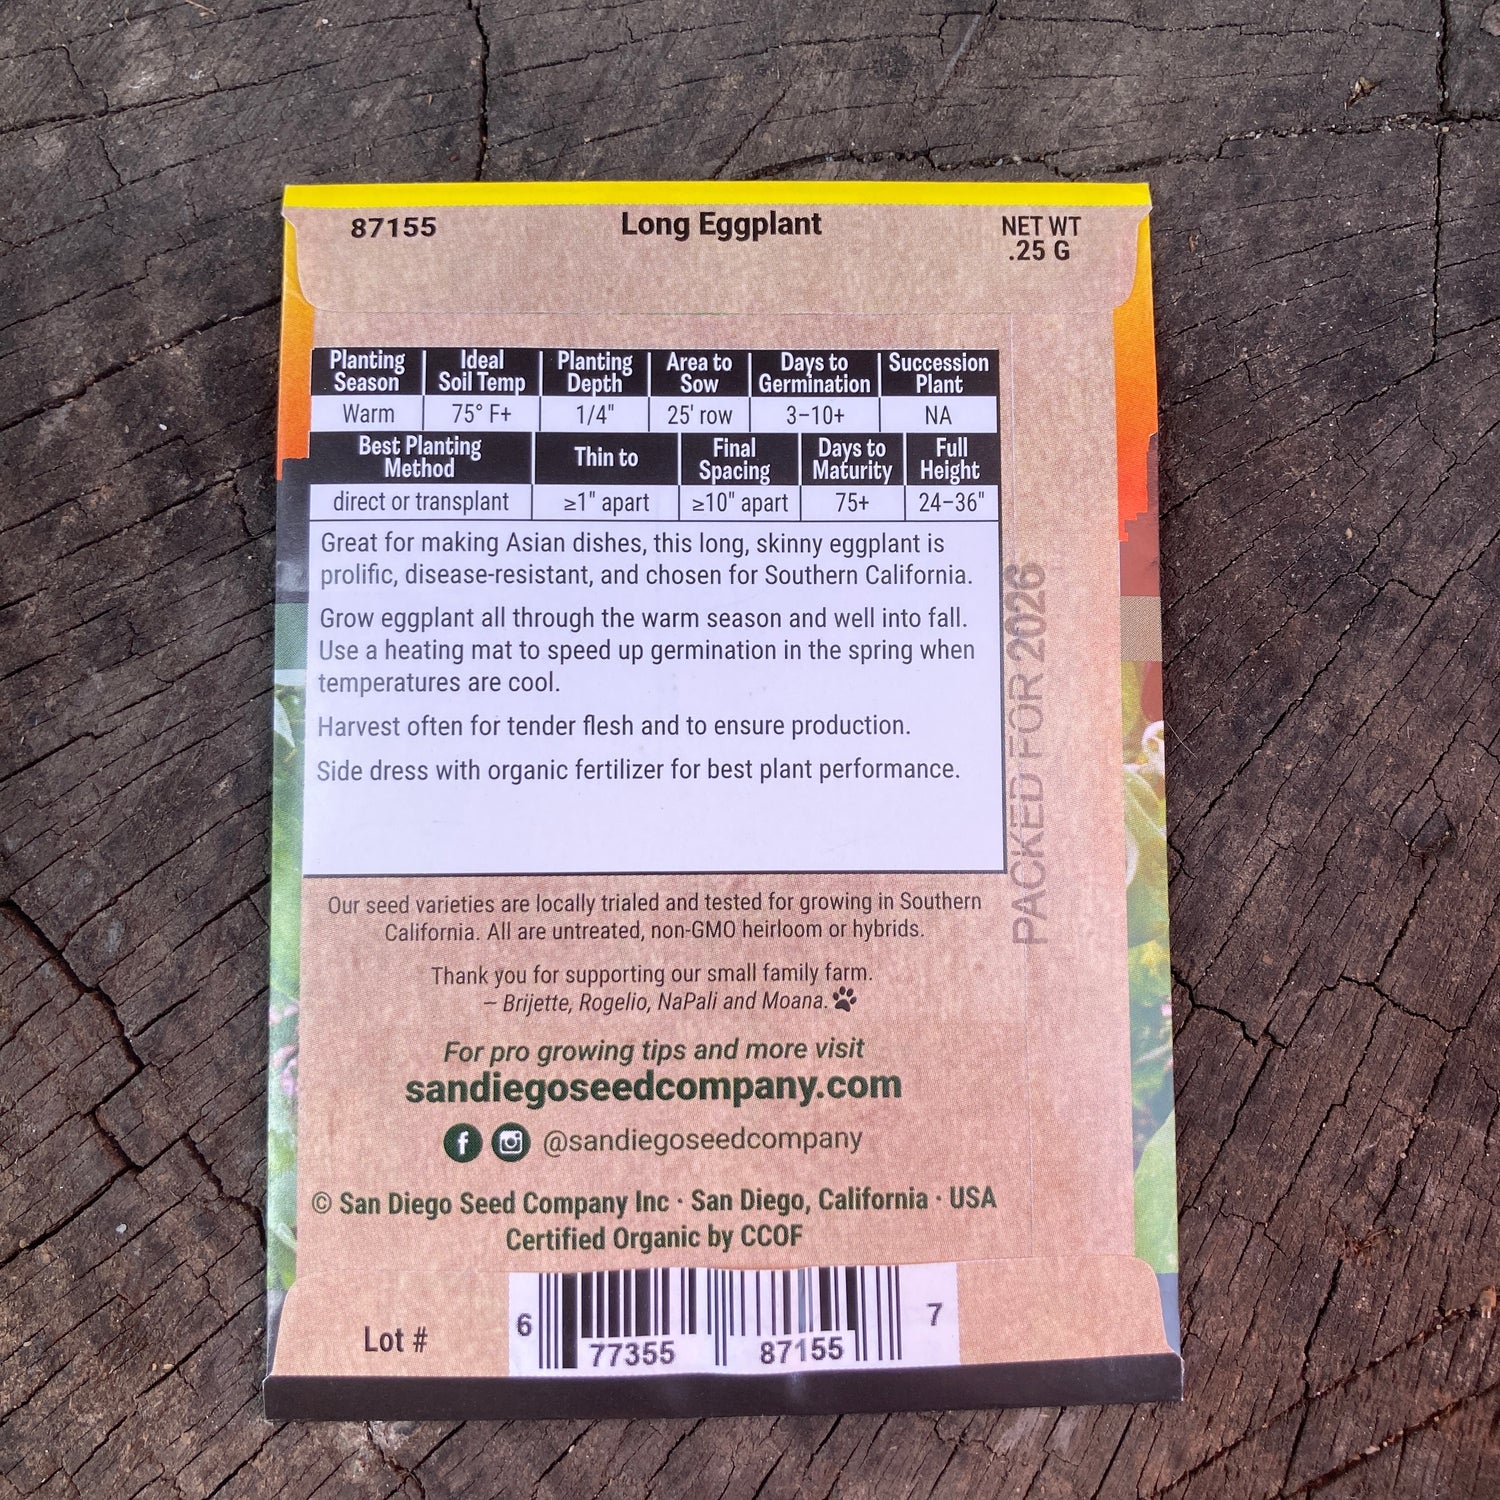 87155
Long Eggplant
NET WT
.25 G
Planting Season
Ideal Soil Temp
Planting Depth
Area to Sow
Days to Germination
Succession Plant
Warm
75° F+
1/4"
25' row
3–10+
NA
Best Planting Method
Thin to
Final Spacing
Days to Maturity
Full Height
direct or transplant
≥1" apart
≥10" apart
75+
24–36"
Great for making Asian dishes, this long, skinny eggplant is
prolific, disease-resistant, and chosen for Southern California.
Grow eggplant all through the warm season and well into fall.
Use a heating mat to speed up germination in the spring when
temperatures are cool.
Harvest often for tender flesh and to ensure production.
Side dress with organic fertilizer for best plant performance.
PACKED FOR 2026
Our seed varieties are locally trialed and tested for growing in Southern
California. All are untreated, non-GMO heirloom or hybrids.
Thank you for supporting our small family farm.
– Brijette, Rogelio, NaPali and Moana.
For pro growing tips and more visit
sandiegoseedcompany.com
@sandiegoseedcompany
© San Diego Seed Company Inc · San Diego, California · USA
Certified Organic by CCOF
Lot #
6 77355 87155 7